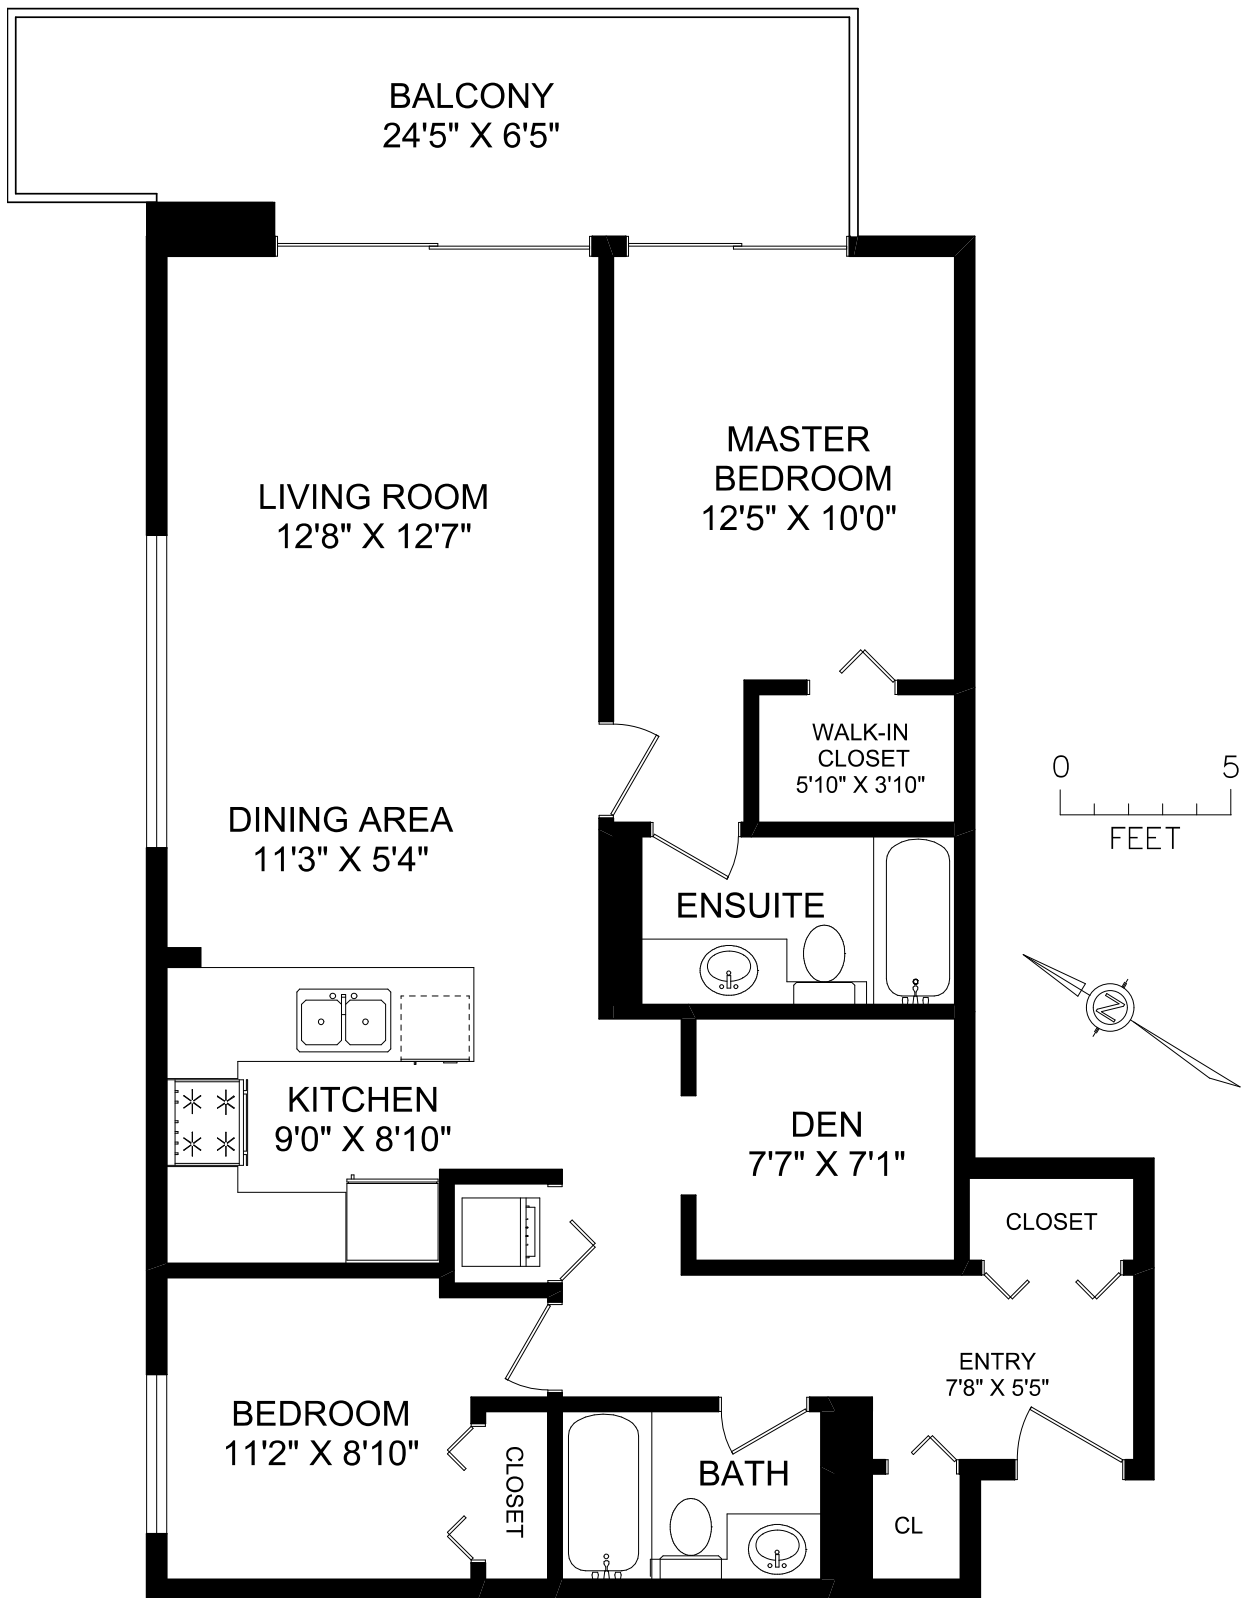 BALCONY
24'5" X 6'5"
MASTER
BEDROOM
12'5" X 10'0"
LIVING ROOM
12'8" X 12'7"
WALK-IN
CLOSET
5'10" X 3'10"
0 5
FEET
DINING AREA
11'3" X 5'4"
ENSUITE
N
KITCHEN
9'0" X 8'10"
DEN
7'7" X 7'1"
CLOSET
ENTRY
7'8" X 5'5"
BEDROOM
11'2" X 8'10"
CLOSET
BATH
CL